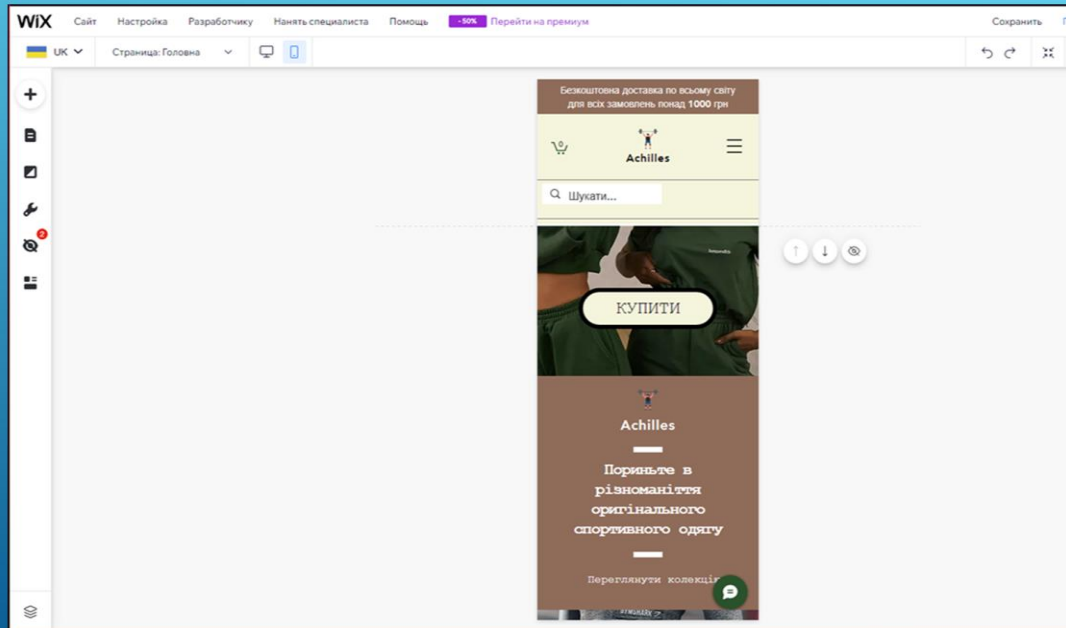 WiX Сайт Настройка Разработчику Нанять специалиста Помощь -50% Перейти на премиум Сохранить
UK Страница: Головна
2
Безкоштовна доставка по всьому світу
для всіх замовлень понад 1000 грн
0
Achilles
Шукати...
КУПИТИ
Achilles
Пориньте в
різноманіття
оригінального
спортивного одягу
Переглянути колекцію